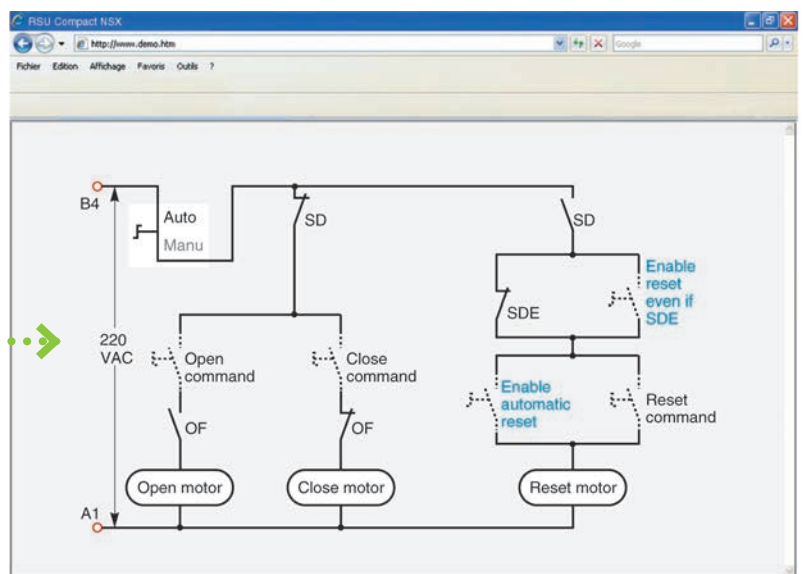 RSU Compact NSX
http://www.demo.htm
Google
Fichier Edition Affichage Favoris Outils ?
B4
Auto
Manu
SD
SD
Enable
reset
even if
SDE
SDE
220
VAC
Open
command
Close
command
Enable
automatic
reset
Reset
command
OF
OF
Open motor
Close motor
Reset motor
A1